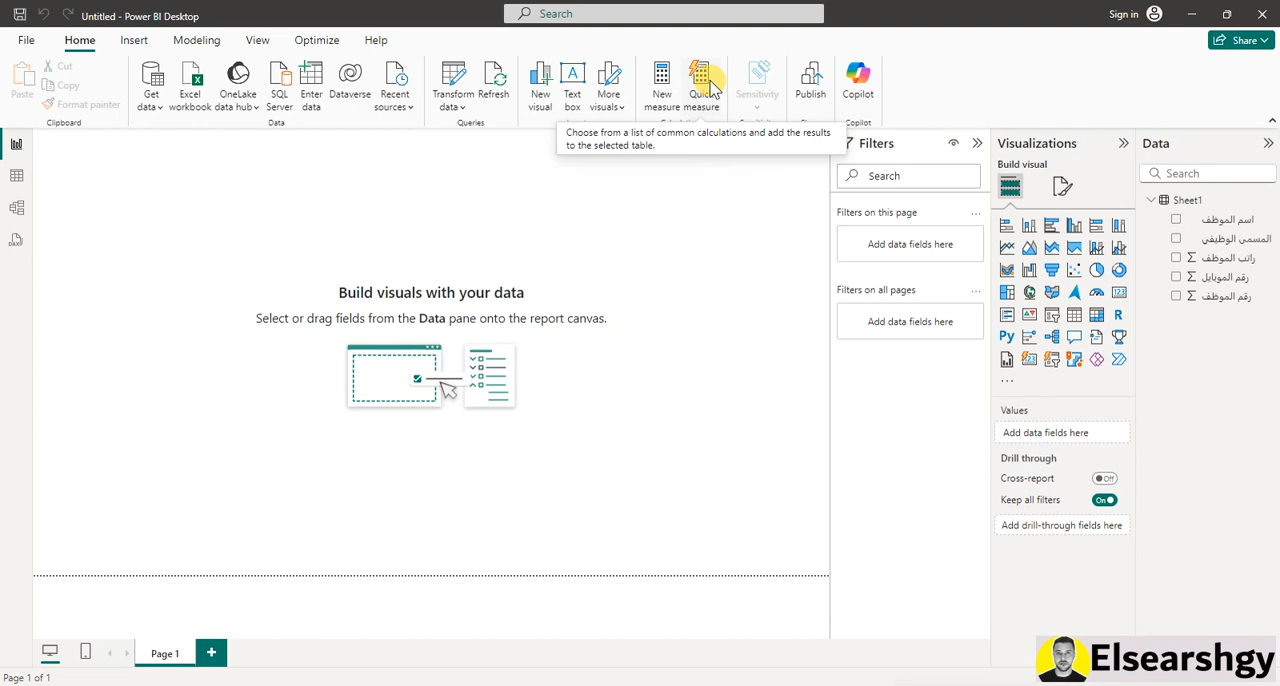 Untitled - Power BI Desktop
Search
Sign in
File
Home
Insert
Modeling
View
Optimize
Help
Share
Paste
Cut
Copy
Format painter
Clipboard
Get data
Excel workbook
OneLake data hub
SQL Server
Enter data
Dataverse
Recent sources
Data
Transform data
Refresh
Queries
New visual
Text box
More visuals
New measure
Quick measure
Sensitivity
Publish
Copilot
Copilot
Choose from a list of common calculations and add the results
to the selected table.
Build visuals with your data
Select or drag fields from the Data pane onto the report canvas.
Filters
Search
Filters on this page
...
Add data fields here
Filters on all pages
...
Add data fields here
Visualizations
Build visual
123
R
Py
...
Values
Add data fields here
Drill through
Cross-report
Off
Keep all filters
On
Add drill-through fields here
Data
Search
Sheet1
اسم الموظف
المسمى الوظيفي
∑ راتب الموظف
∑ رقم الموبايل
∑ رقم الموظف
Page 1
+
Page 1 of 1
Elsearshgy